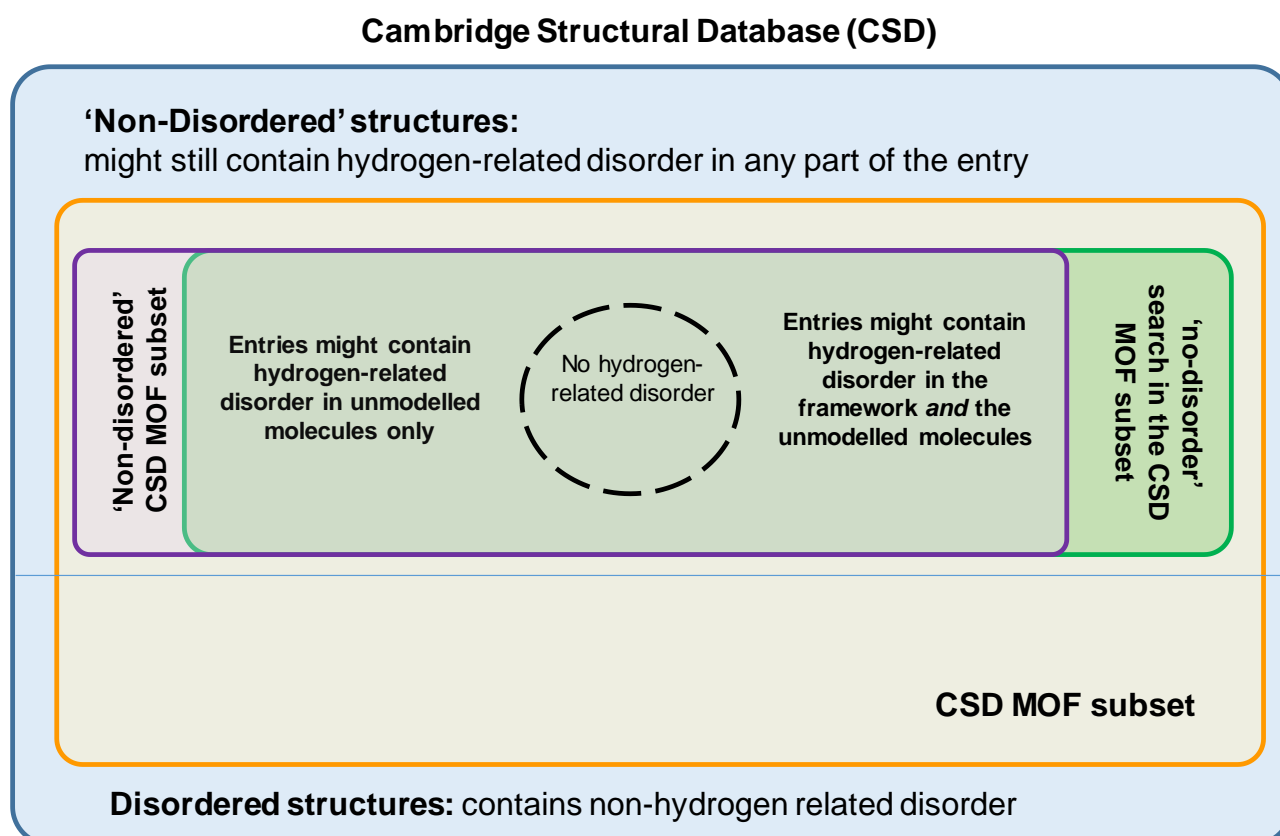 Cambridge Structural Database (CSD)
‘Non-Disordered’ structures:
might still contain hydrogen-related disorder in any part of the entry
‘Non-disordered’
CSD MOF subset
Entries might contain
hydrogen-related
disorder in unmodelled
molecules only
No hydrogen-
related disorder
Entries might contain
hydrogen-related
disorder in the
framework and the
unmodelled molecules
‘no-disorder’
search in the CSD
MOF subset
CSD MOF subset
Disordered structures: contains non-hydrogen related disorder